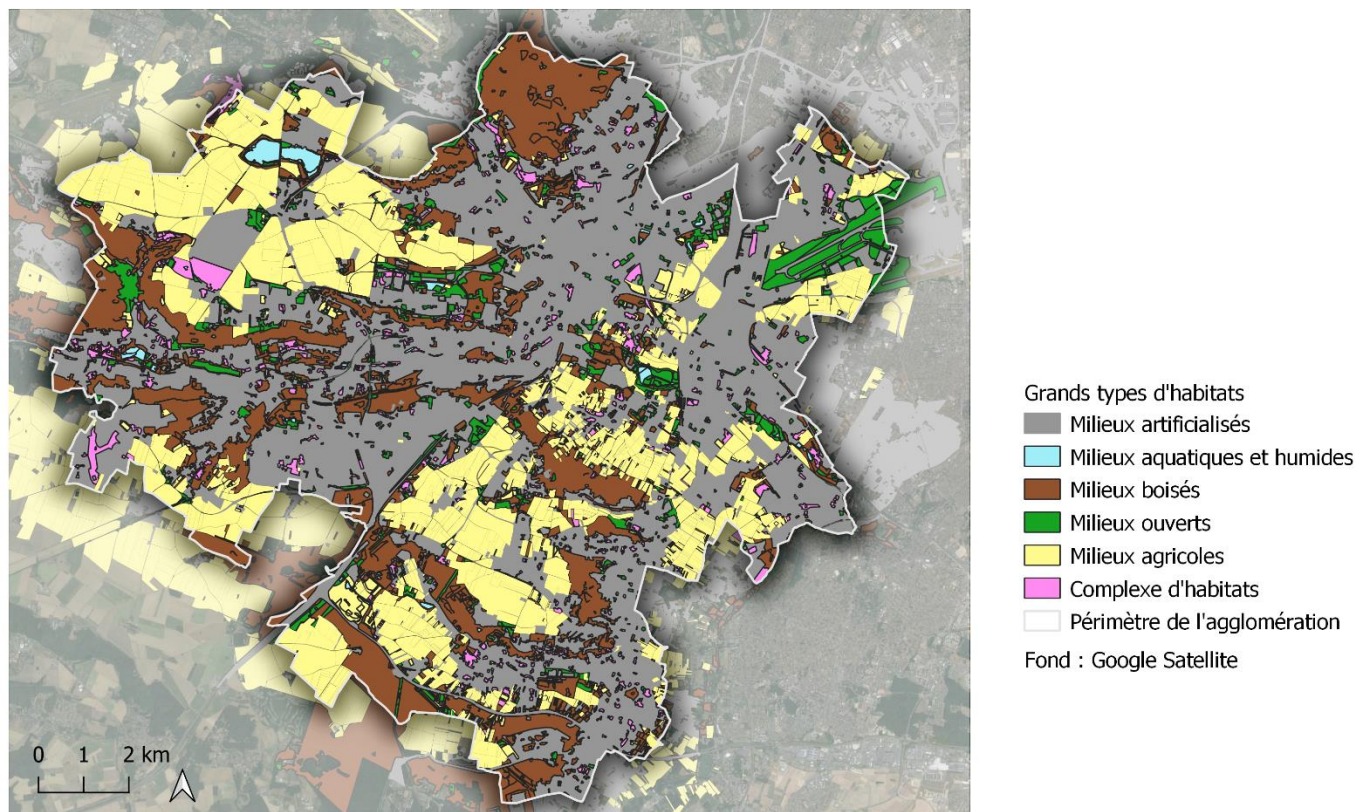 Grands types d'habitats
Milieux artificialisés
Milieux aquatiques et humides
Milieux boisés
Milieux ouverts
Milieux agricoles
Complexe d'habitats
Périmètre de l'agglomération
Fond : Google Satellite
0 1 2 km